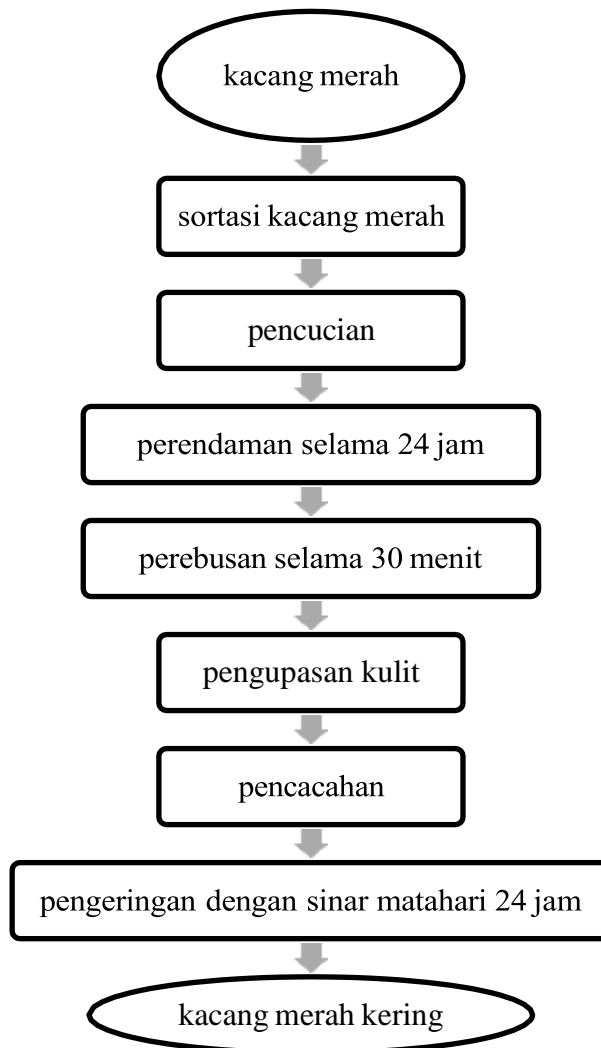 kacang merah
sortasi kacang merah
pencucian
perendaman selama 24 jam
perebusan selama 30 menit
pengupasan kulit
pencacahan
pengeringan dengan sinar matahari 24 jam
kacang merah kering